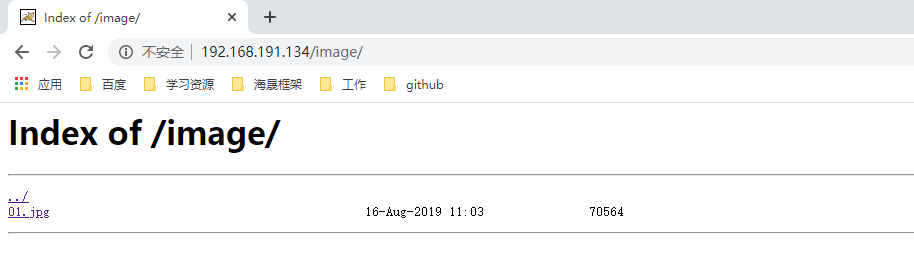 Index of /image/
不安全 192.168.191.134/image/
应用 百度 学习资源 海晟框架 工作 github
Index of /image/
../
01.jpg 16-Aug-2019 11:03 70564